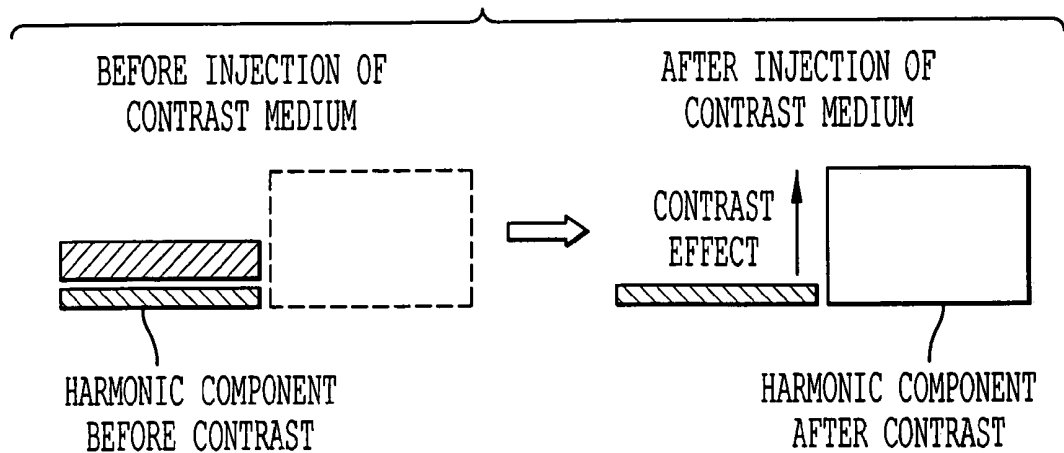 BEFORE INJECTION OF
CONTRAST MEDIUM
AFTER INJECTION OF
CONTRAST MEDIUM
CONTRAST
EFFECT
HARMONIC COMPONENT
BEFORE CONTRAST
HARMONIC COMPONENT
AFTER CONTRAST